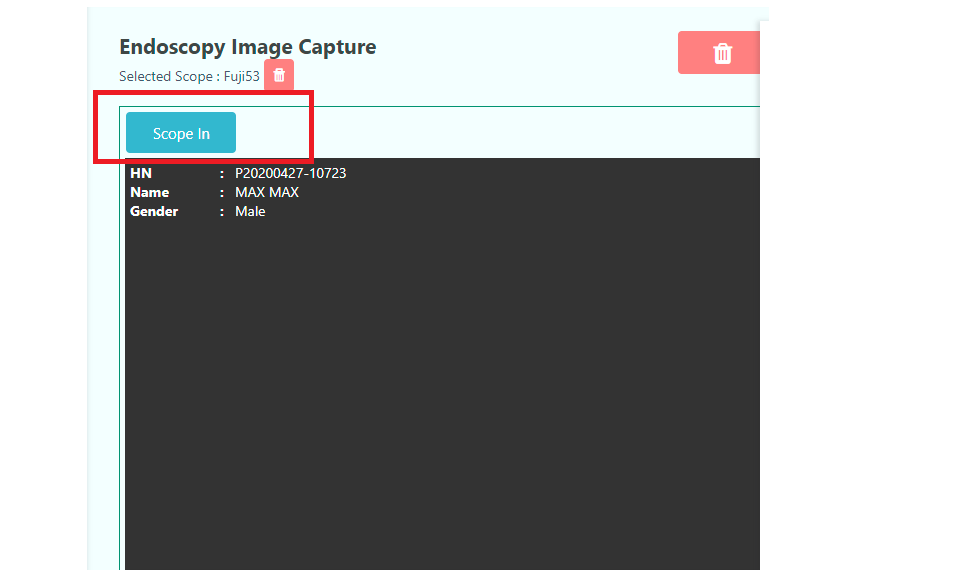 Endoscopy Image Capture
Selected Scope : Fuji53
Scope In
HN : P20200427-10723
Name : MAX MAX
Gender : Male